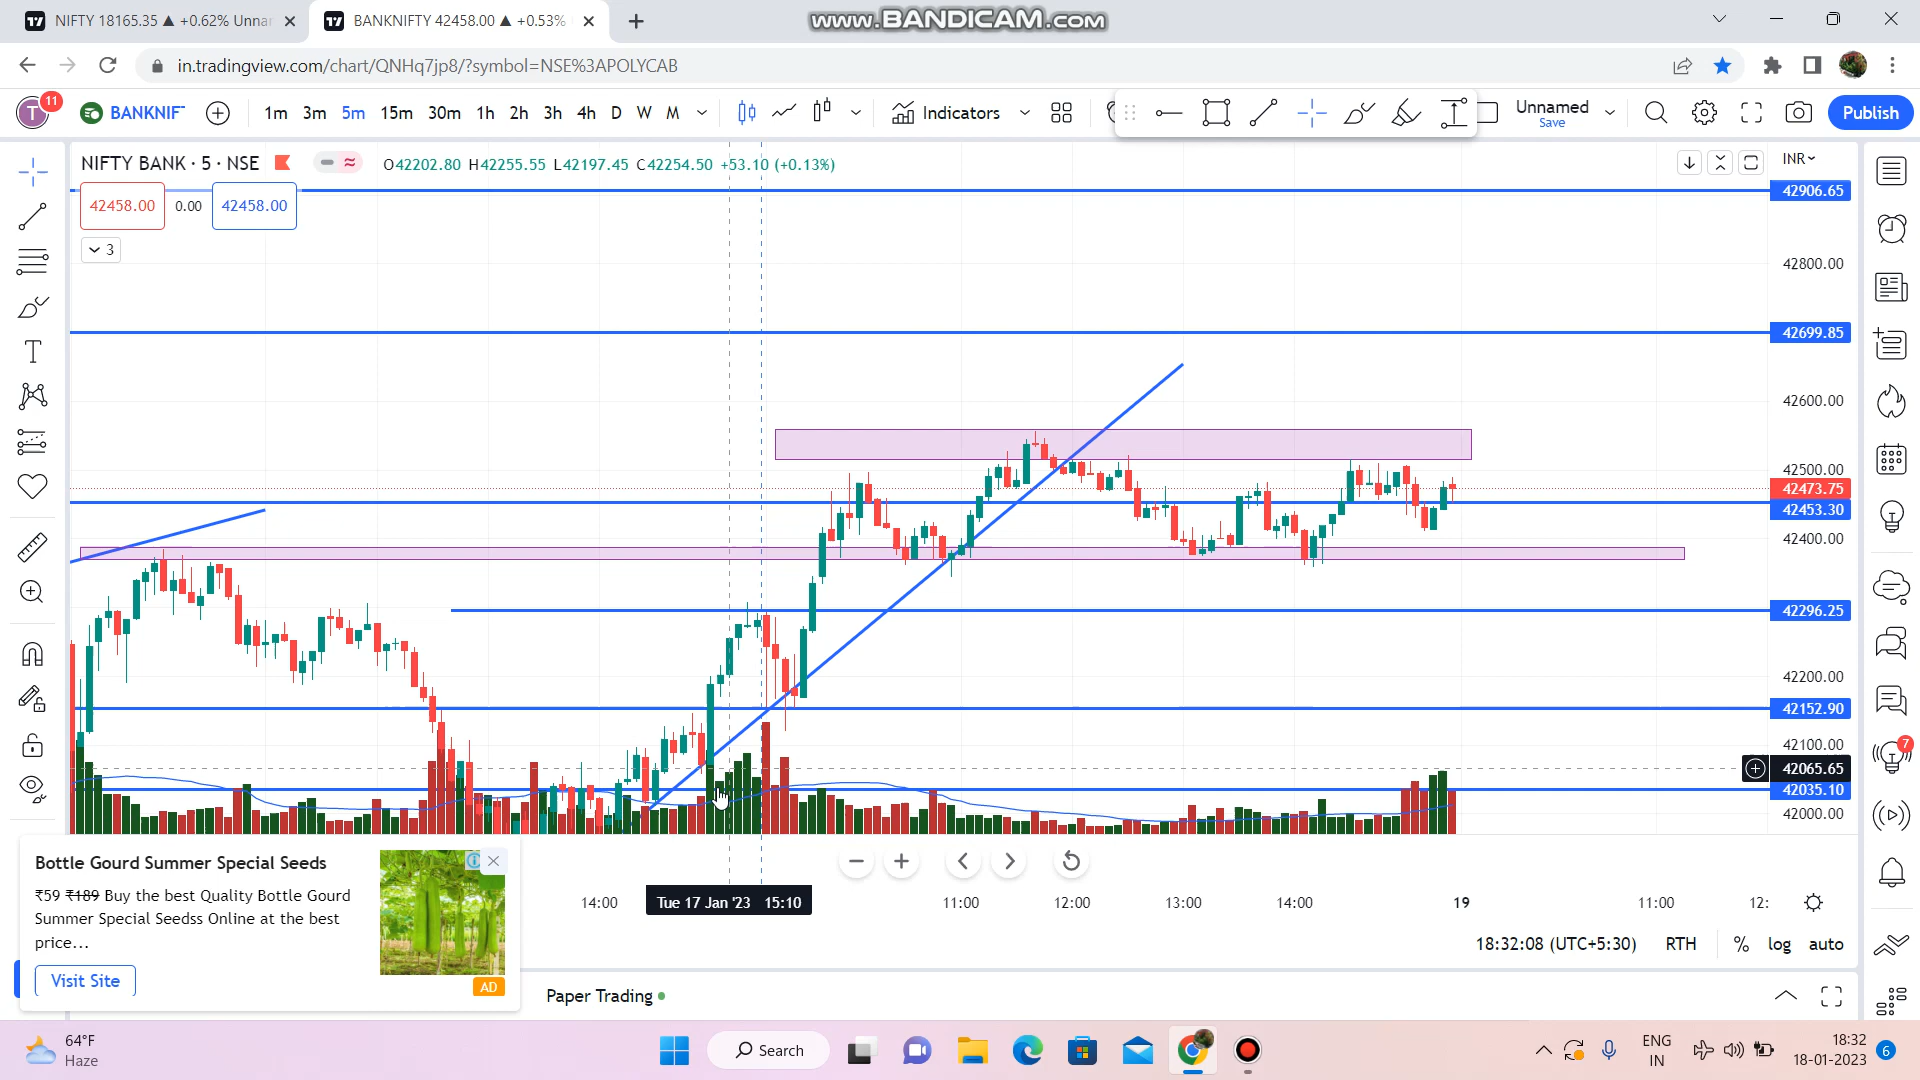 NIFTY 18165.35 ▲ +0.62% Unnar
BANKNIFTY 42458.00 ▲ +0.53%
www.BANDICAM.com
in.tradingview.com/chart/QNHq7jp8/?symbol=NSE%3APOLYCAB
T
11
BANKNIF
1m 3m 5m 15m 30m 1h 2h 3h 4h D W M
Indicators
Unnamed
Save
Publish
NIFTY BANK · 5 · NSE
O42202.80 H42255.55 L42197.45 C42254.50 +53.10 (+0.13%)
INR
42458.00 0.00 42458.00
3
42906.65
42800.00
42699.85
42600.00
42500.00
42473.75
42453.30
42400.00
42296.25
42200.00
42152.90
42100.00
42065.65
42035.10
42000.00
7
Bottle Gourd Summer Special Seeds
₹59 ₹189 Buy the best Quality Bottle Gourd
Summer Special Seedss Online at the best
price...
Visit Site
AD
14:00
Tue 17 Jan '23 15:10
11:00
12:00
13:00
14:00
19
11:00
12:
18:32:08 (UTC+5:30) RTH % log auto
Paper Trading
64°F
Haze
Search
ENG
IN
18:32
18-01-2023
6